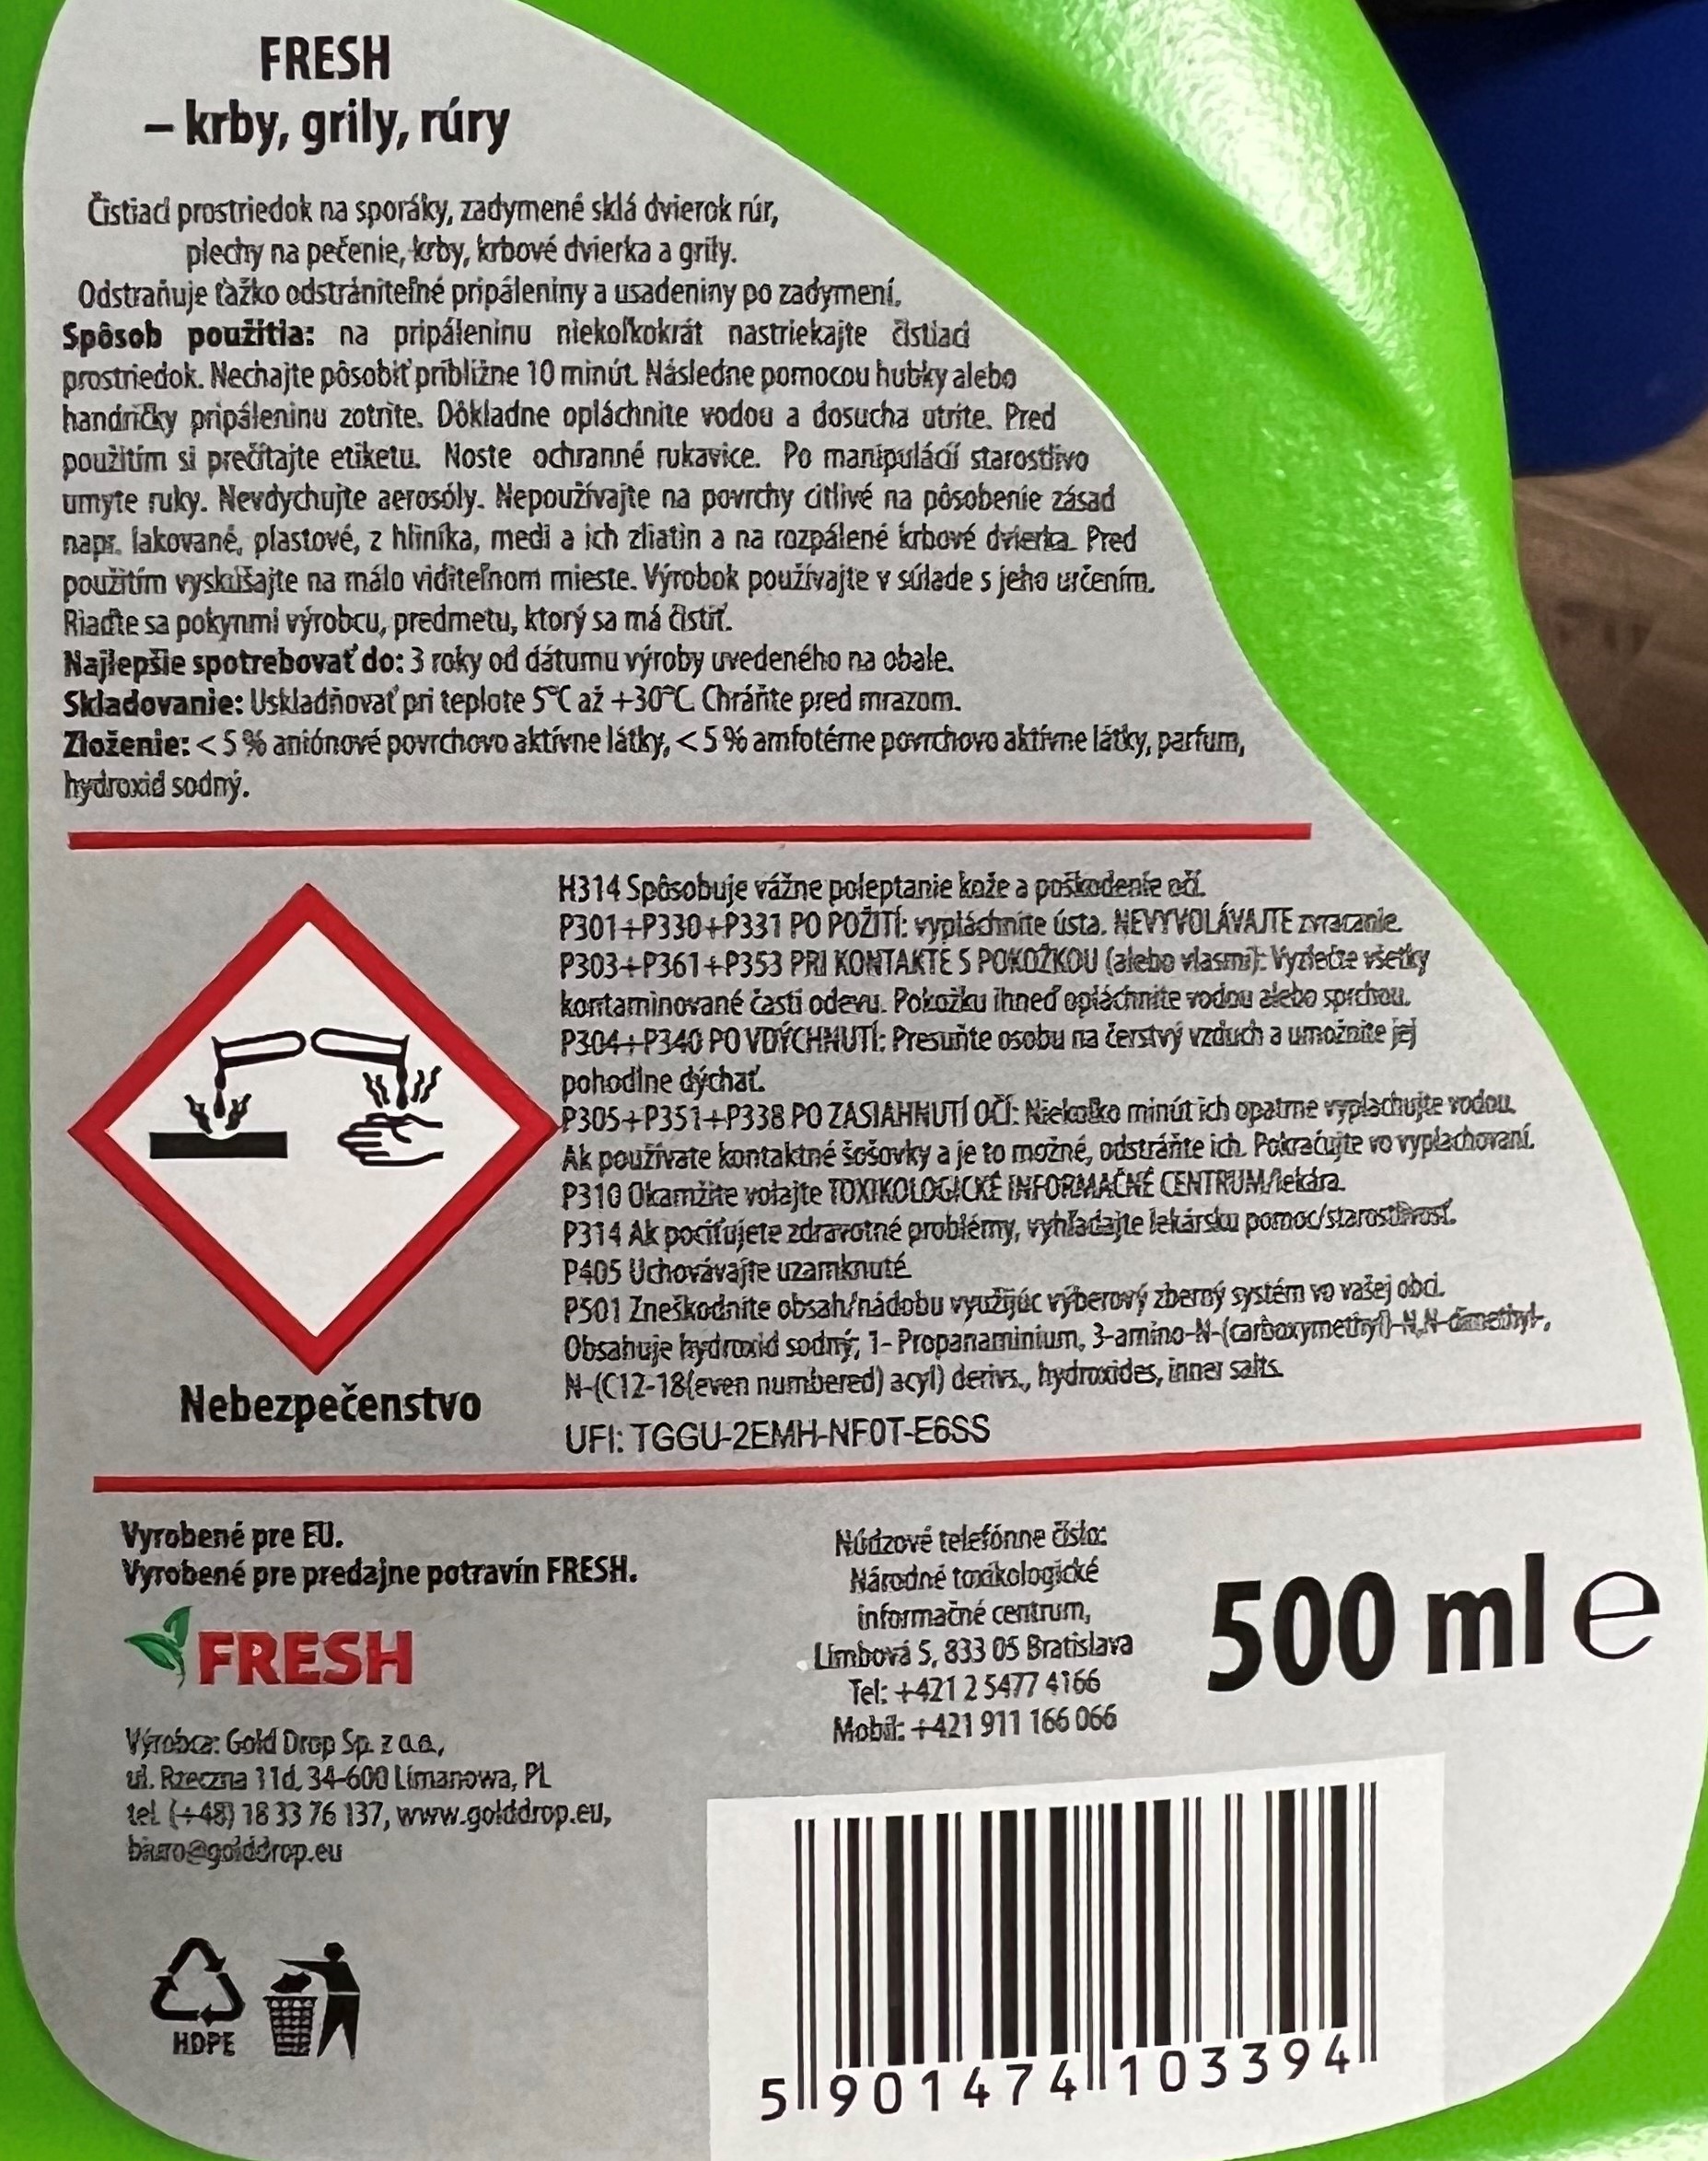 FRESH
– krby, grily, rúry
Čistiaci prostriedok na sporáky, zadymené sklá dvierok rúr,
plechy na pečenie, krby, krbové dvierka a grily.
Odstraňuje ťažko odstrániteľné pripáleniny a usadeniny po zadymení.
Spôsob použitia: na pripáleninu niekoľkokrát nastriekajte čistiaci
prostriedok. Nechajte pôsobiť približne 10 minút. Následne pomocou hubky alebo
handričky pripáleninu zotrite. Dôkladne opláchnite vodou a dosucha utrite. Pred
použitím si prečítajte etiketu. Noste ochranné rukavice. Po manipulácií starostlivo
umyte ruky. Nevdychujte aerosóly. Nepoužívajte na povrchy citlivé na pôsobenie zásad
napr. lakované, plastové, z hliníka, medi a ich zliatin a na rozpálené krbové dvierka. Pred
použitím vyskúšajte na málo viditeľnom mieste. Výrobok používajte v súlade s jeho určením.
Riaďte sa pokynmi výrobcu, predmetu, ktorý sa má čistiť.
Najlepšie spotrebovať do: 3 roky od dátumu výroby uvedeného na obale.
Skladovanie: Uskladňovať pri teplote 5°C až +30°C. Chráňte pred mrazom.
Zloženie: < 5 % aniónové povrchovo aktívne látky, < 5 % amfotérne povrchovo aktívne látky, parfum,
hydroxid sodný.
H314 Spôsobuje vážne poleptanie kože a poškodenie očí.
P301+P330+P331 PO POŽITÍ: vypláchnite ústa. NEVYVOLÁVAJTE zvracanie.
P303+P361+P353 PRI KONTAKTE S POKOŽKOU (alebo vlasmi): Vyzlečte všetky
kontaminované časti odevu. Pokožku ihneď opláchnite vodou alebo sprchou.
P304+P340 PO VDÝCHNUTÍ: Presuňte osobu na čerstvý vzduch a umožnite jej
pohodlne dýchať.
P305+P351+P338 PO ZASIAHNUTÍ OČÍ: Niekoľko minút ich opatrne vyplachujte vodou.
Ak používate kontaktné šošovky a je to možné, odstráňte ich. Pokračujte vo vyplachovaní.
P310 Okamžite volajte TOXIKOLOGICKÉ INFORMAČNÉ CENTRUM/lekára.
P314 Ak pociťujete zdravotné problémy, vyhľadajte lekársku pomoc/starostlivosť.
P405 Uchovávajte uzamknuté.
P501 Zneškodnite obsah/nádobu využijúc výberový zberný systém vo vašej obci.
Obsahuje hydroxid sodný, 1- Propanaminium, 3-amino-N-(carboxymethyl)-N,N-dimethyl-,
N-(C12-18(even numbered) acyl) derivs., hydroxides, inner salts.
UFI: TGGU-2EMH-NF0T-E6SS
Nebezpečenstvo
Vyrobené pre EU.
Vyrobené pre predajne potravín FRESH.
FRESH
Výrobca: Gold Drop Sp. z o.o.,
ul. Rzeczna 11d, 34-600 Limanowa, PL
tel. (+48) 18 33 76 137, www.golddrop.eu,
biuro@golddrop.eu
HDPE
Núdzové telefónne číslo:
Národné toxikologické
informačné centrum,
Limbová 5, 833 05 Bratislava
Tel: +421 2 5477 4166
Mobil: +421 911 166 066
500 ml e
5 901474 103394